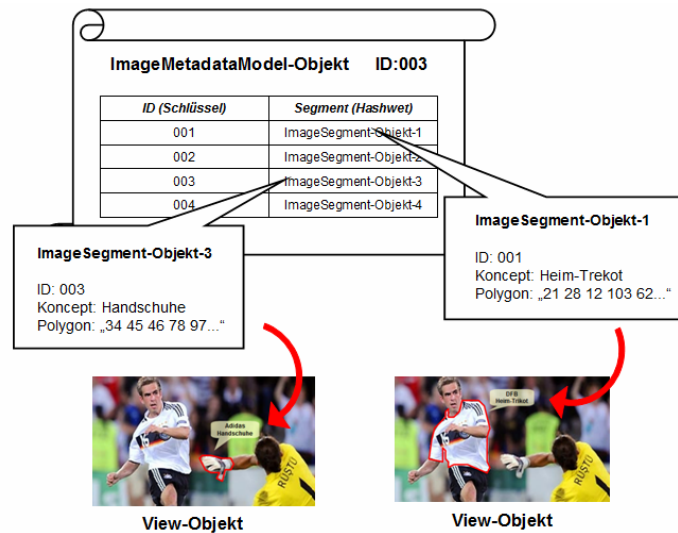 ImageMetadataModel-Objekt ID:003
ID (Schlüssel) Segment (Hashwet)
001 ImageSegment-Objekt-1
002 ImageSegment-Objekt-2
003 ImageSegment-Objekt-3
004 ImageSegment-Objekt-4
ImageSegment-Objekt-3
ID: 003
Koncept: Handschuhe
Polygon: „34 45 46 78 97...“
ImageSegment-Objekt-1
ID: 001
Koncept: Heim-Trekot
Polygon: „21 28 12 103 62...“
Adidas
Handschuhe
RÜŞTÜ
View-Objekt
DFB
Heim-Trikot
RÜŞTÜ
View-Objekt